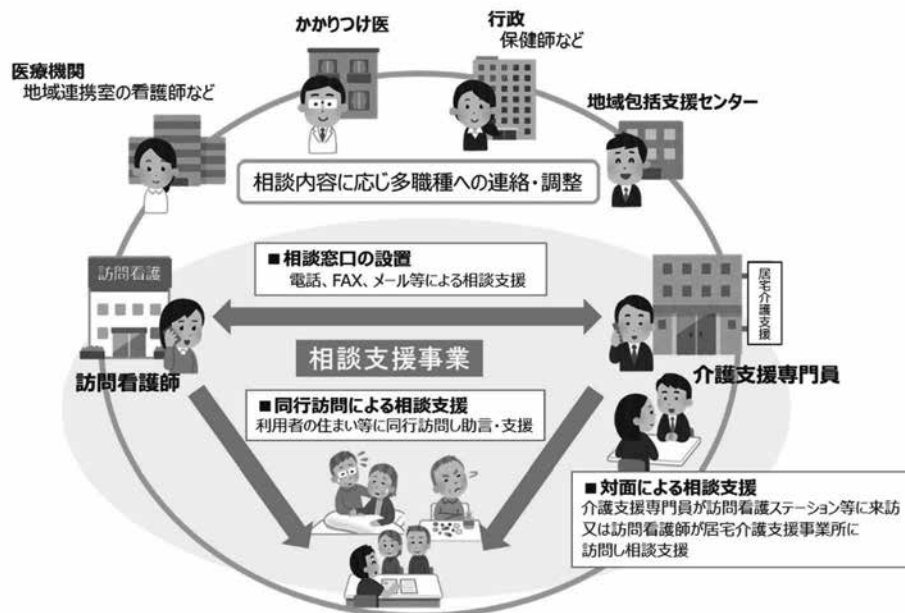 かかりつけ医
行政
保健師など
医療機関
地域連携室の看護師など
地域包括支援センター
相談内容に応じ多職種への連絡・調整
訪問看護
■相談窓口の設置
電話、FAX、メール等による相談支援
居宅介護支援
相談支援事業
訪問看護師
介護支援専門員
■同行訪問による相談支援
利用者の住まい等に同行訪問し助言・支援
■対面による相談支援
介護支援専門員が訪問看護ステーション等に来訪
又は訪問看護師が居宅介護支援事業所に
訪問し相談支援